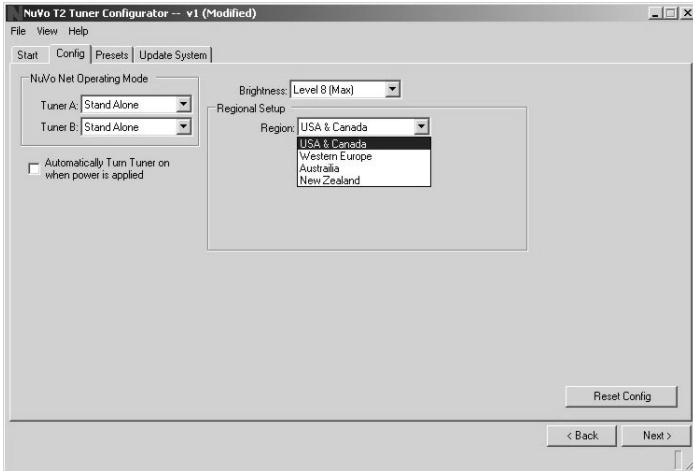 NuVo T2 Tuner Configurator -- v1 (Modified)
File View Help
Start Config Presets Update System
NuVo Net Operating Mode
Tuner A: Stand Alone
Tuner B: Stand Alone
Automatically Turn Tuner on
when power is applied
Brightness: Level 8 (Max)
Regional Setup
Region: USA & Canada
USA & Canada
Western Europe
Austrailia
New Zealand
Reset Config
< Back Next >